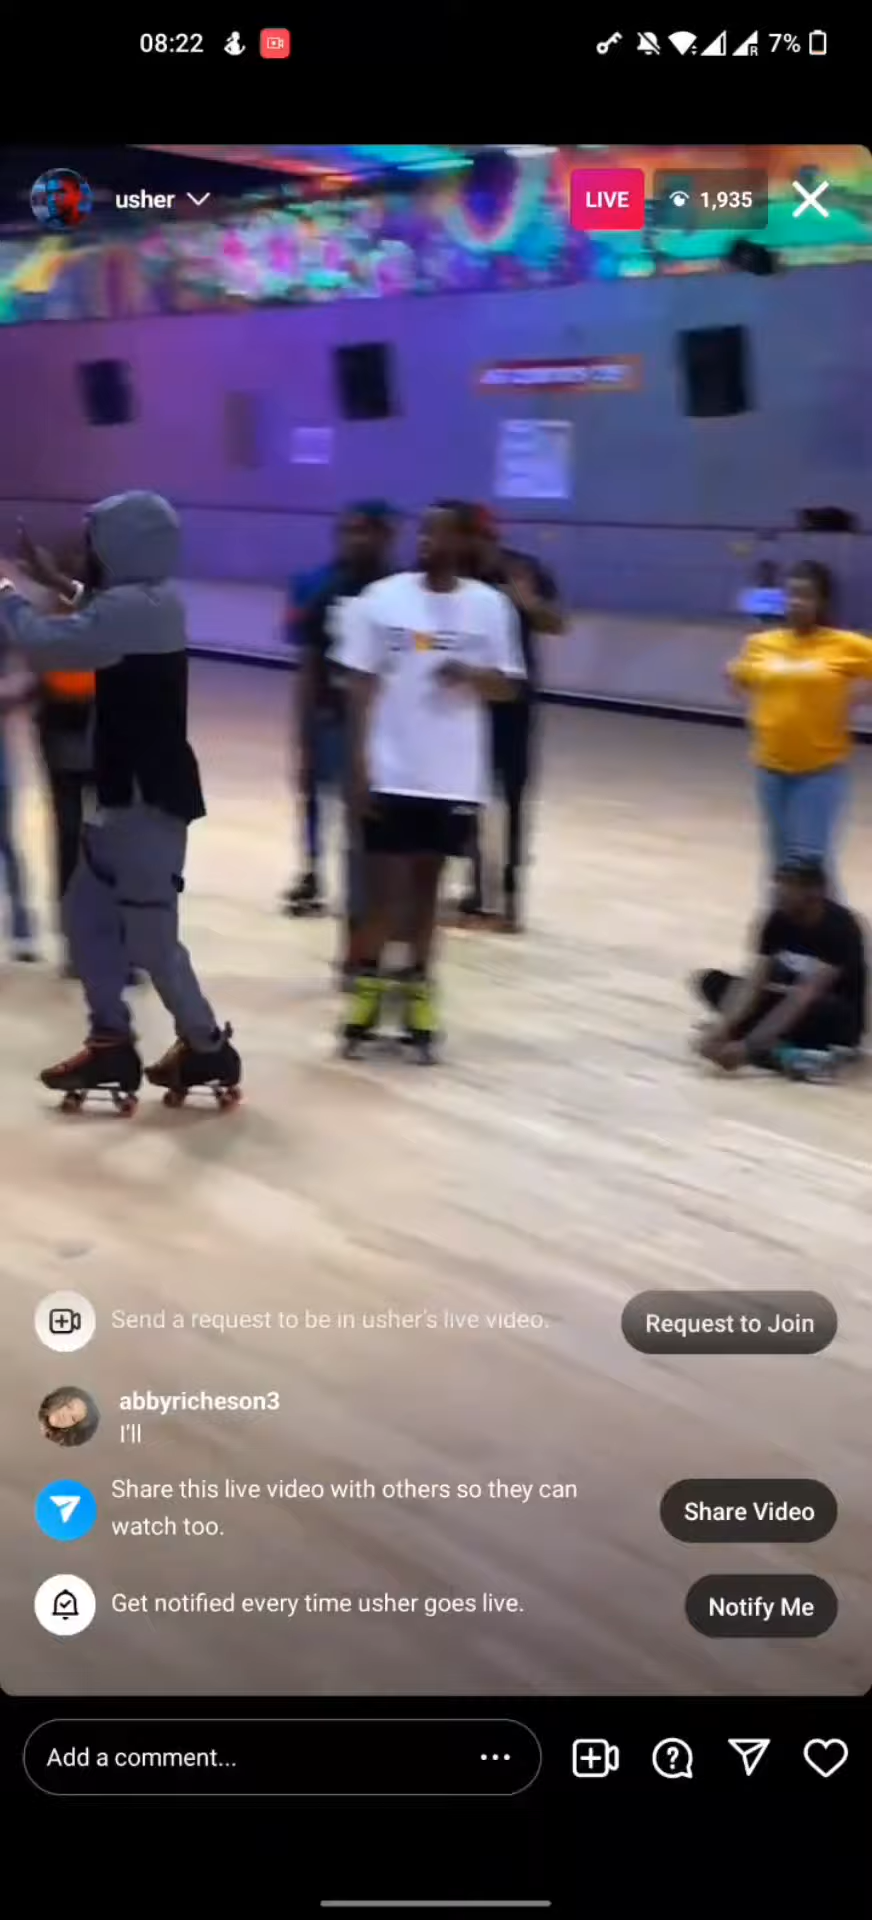 08:22
7%
R
usher
LIVE
1,935
Send a request to be in usher's live video.
Request to Join
abbyricheson3
I'll
Share this live video with others so they can
watch too.
Share Video
Get notified every time usher goes live.
Notify Me
Add a comment...